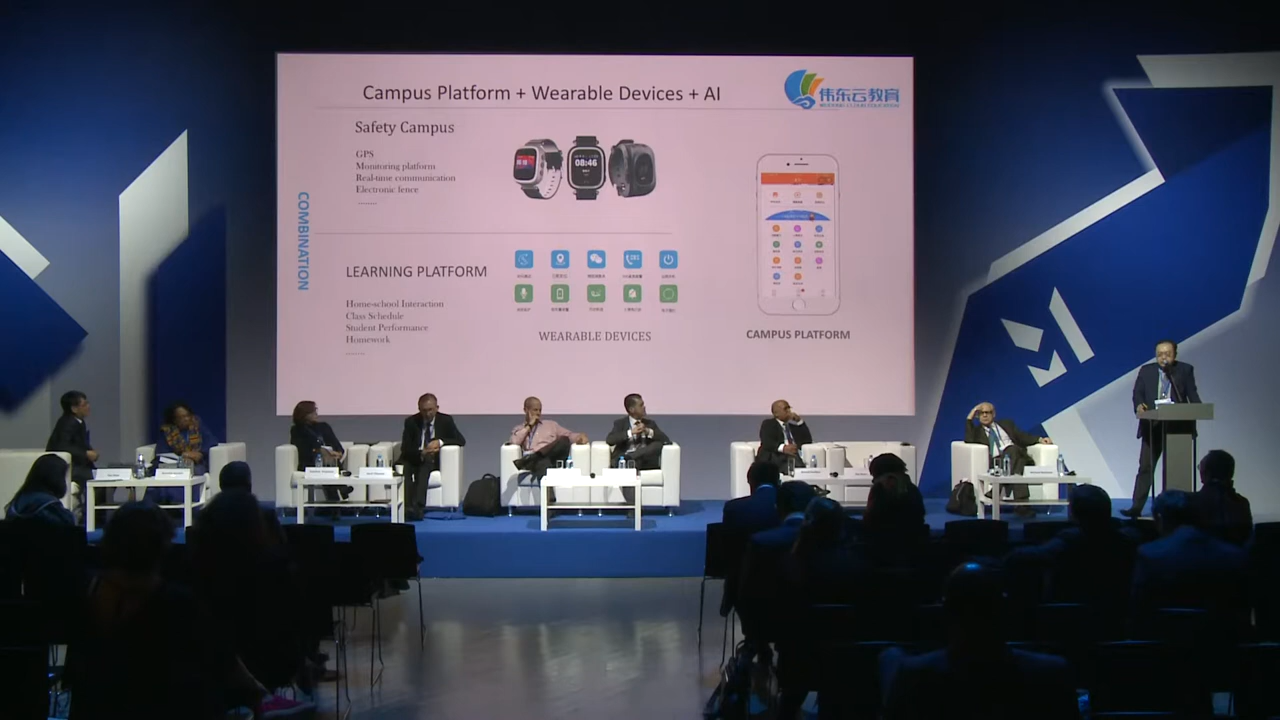 Campus Platform + Wearable Devices + AI
伟东云教育
Safety Campus
GPS
Monitoring platform
Real-time communication
Electronic fence
.........
08:46
COMBINATION
LEARNING PLATFORM
Home-school Interaction
Class Schedule
Student Performance
Homework
.........
WEARABLE DEVICES
CAMPUS PLATFORM